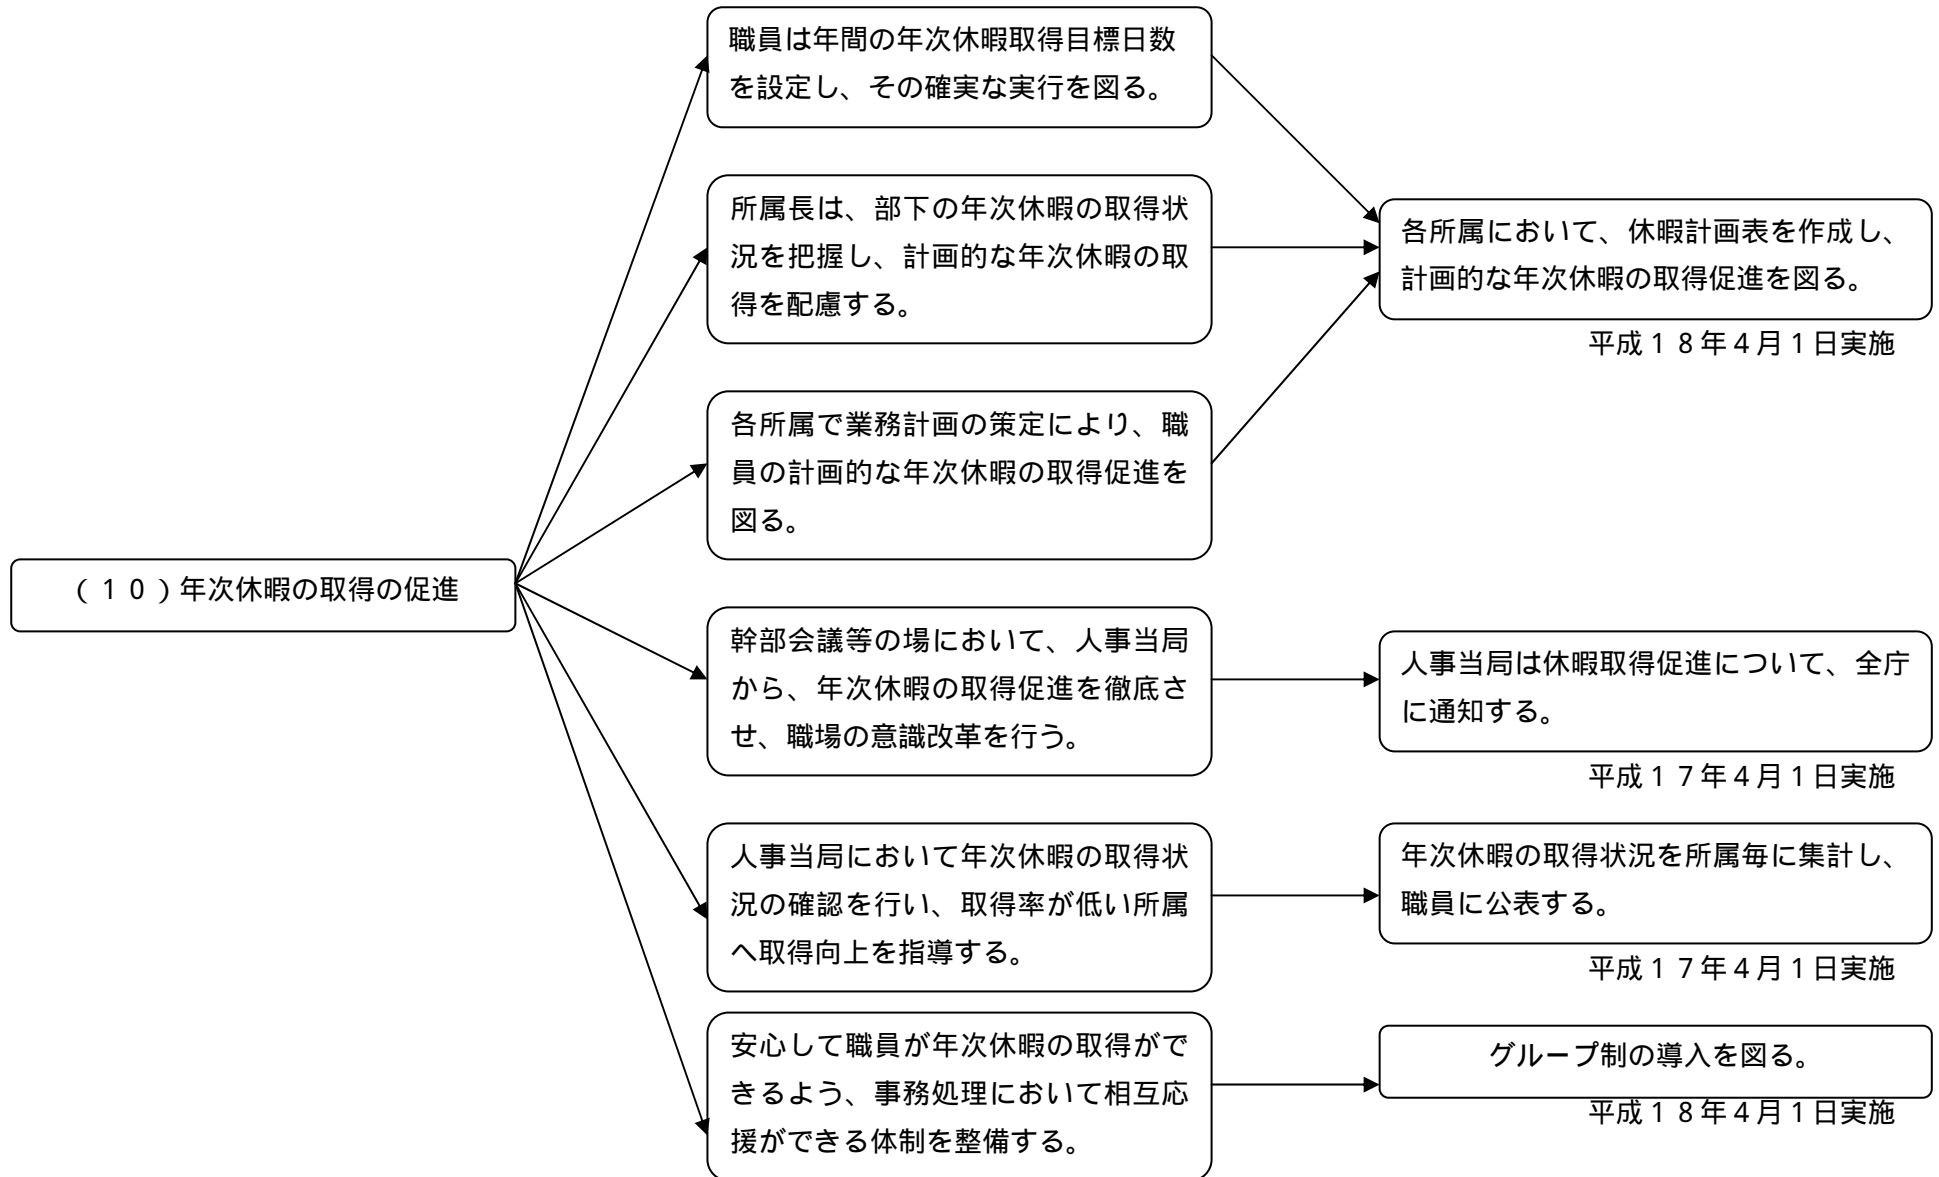 職員は年間の年次休暇取得目標日数
を設定し、その確実な実行を図る。
所属長は、部下の年次休暇の取得状
況を把握し、計画的な年次休暇の取
得を配慮する。
各所属において、休暇計画表を作成し、
計画的な年次休暇の取得促進を図る。
平成１８年４月１日実施
各所属で業務計画の策定により、職
員の計画的な年次休暇の取得促進を
図る。
（１０）年次休暇の取得の促進
幹部会議等の場において、人事当局
から、年次休暇の取得促進を徹底さ
せ、職場の意識改革を行う。
人事当局は休暇取得促進について、全庁
に通知する。
平成１７年４月１日実施
人事当局において年次休暇の取得状
況の確認を行い、取得率が低い所属
へ取得向上を指導する。
年次休暇の取得状況を所属毎に集計し、
職員に公表する。
平成１７年４月１日実施
安心して職員が年次休暇の取得がで
きるよう、事務処理において相互応
援ができる体制を整備する。
グループ制の導入を図る。
平成１８年４月１日実施